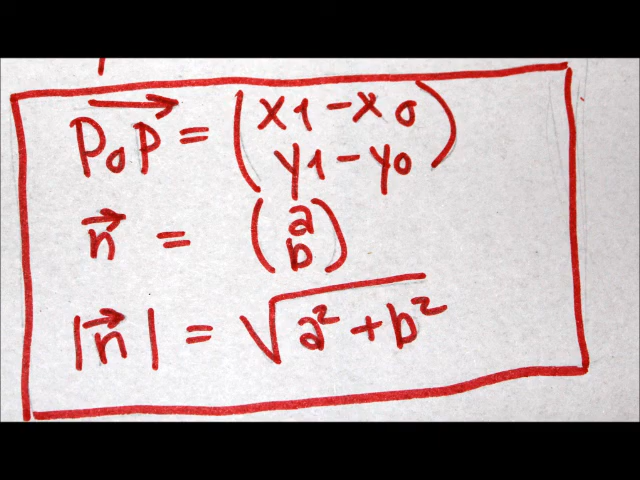 P₀P⃗ = (x1 - x0
y1 - y0)
n⃗ = (a
b)
|n⃗| = √a² + b²